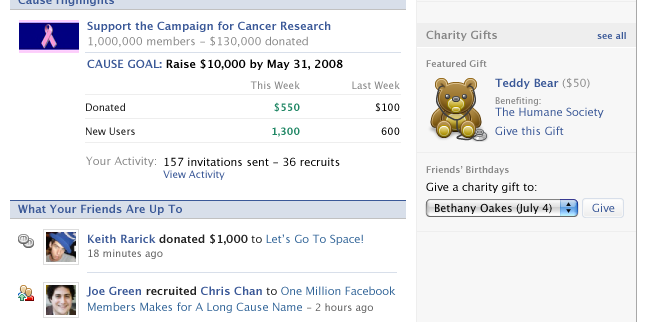 Cause Highlights
Support the Campaign for Cancer Research
1,000,000 members – $130,000 donated
CAUSE GOAL: Raise $10,000 by May 31, 2008
This Week Last Week
Donated $550 $100
New Users 1,300 600
Your Activity: 157 invitations sent – 36 recruits
View Activity
What Your Friends Are Up To
Keith Rarick donated $1,000 to Let's Go To Space!
18 minutes ago
Joe Green recruited Chris Chan to One Million Facebook
Members Makes for A Long Cause Name – 2 hours ago
Charity Gifts see all
Featured Gift
Teddy Bear ($50)
Benefiting:
The Humane Society
Give this Gift
Friends' Birthdays
Give a charity gift to:
Bethany Oakes (July 4) Give